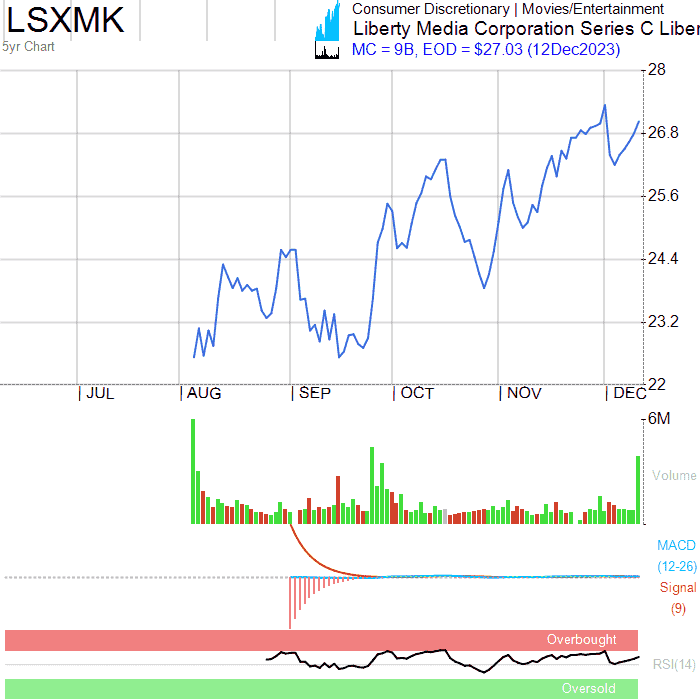 LSXMK
5yr Chart
Consumer Discretionary | Movies/Entertainment
Liberty Media Corporation Series C Liber
MC = 9B, EOD = $27.03 (12Dec2023)
28
26.8
25.6
24.4
23.2
22
JUL AUG SEP OCT NOV DEC
6M
Volume
MACD
(12-26)
Signal
(9)
Overbought
RSI(14)
Oversold